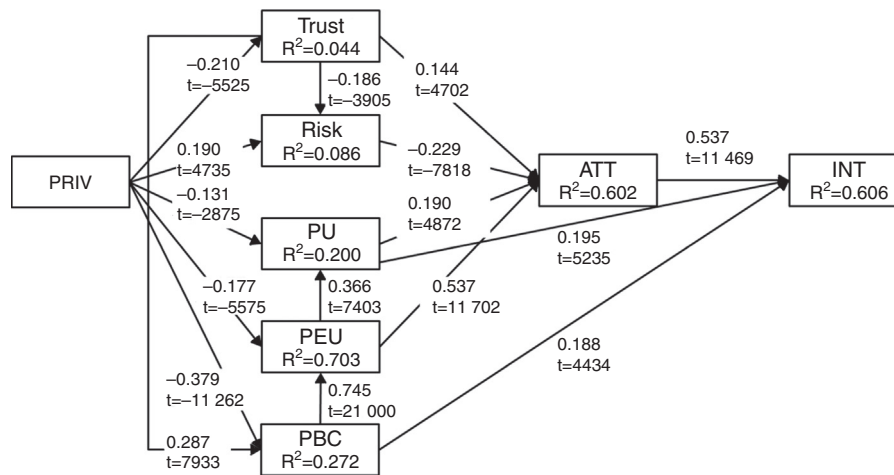 Trust
R²=0.044
–0.210
t=–5525
–0.186
t=–3905
0.144
t=4702
Risk
R²=0.086
0.190
t=4735
–0.229
t=–7818
PRIV
ATT
R²=0.602
0.537
t=11 469
INT
R²=0.606
–0.131
t=–2875
PU
R²=0.200
0.190
t=4872
0.195
t=5235
–0.177
t=–5575
0.366
t=7403
0.537
t=11 702
PEU
R²=0.703
0.188
t=4434
–0.379
t=–11 262
0.745
t=21 000
PBC
R²=0.272
0.287
t=7933